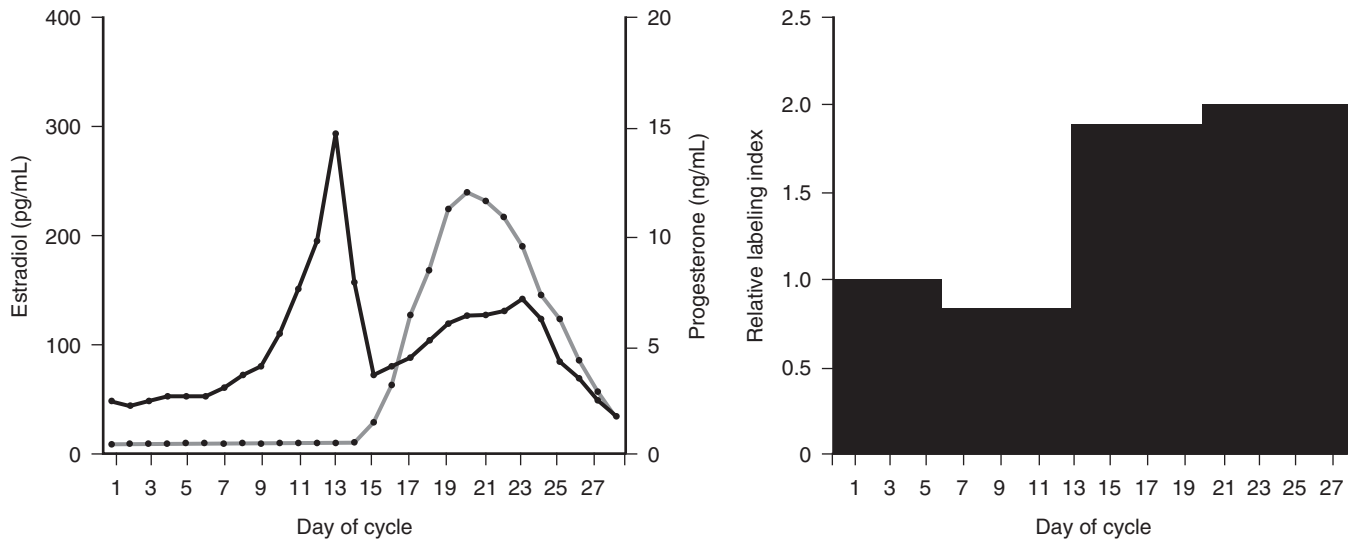 Estradiol (pg/mL)
400
300
200
100
0
20
15
10
5
0
Progesterone (ng/mL)
1 3 5 7 9 11 13 15 17 19 21 23 25 27
Day of cycle
Relative labeling index
2.5
2.0
1.5
1.0
0.5
0
1 3 5 7 9 11 13 15 17 19 21 23 25 27
Day of cycle